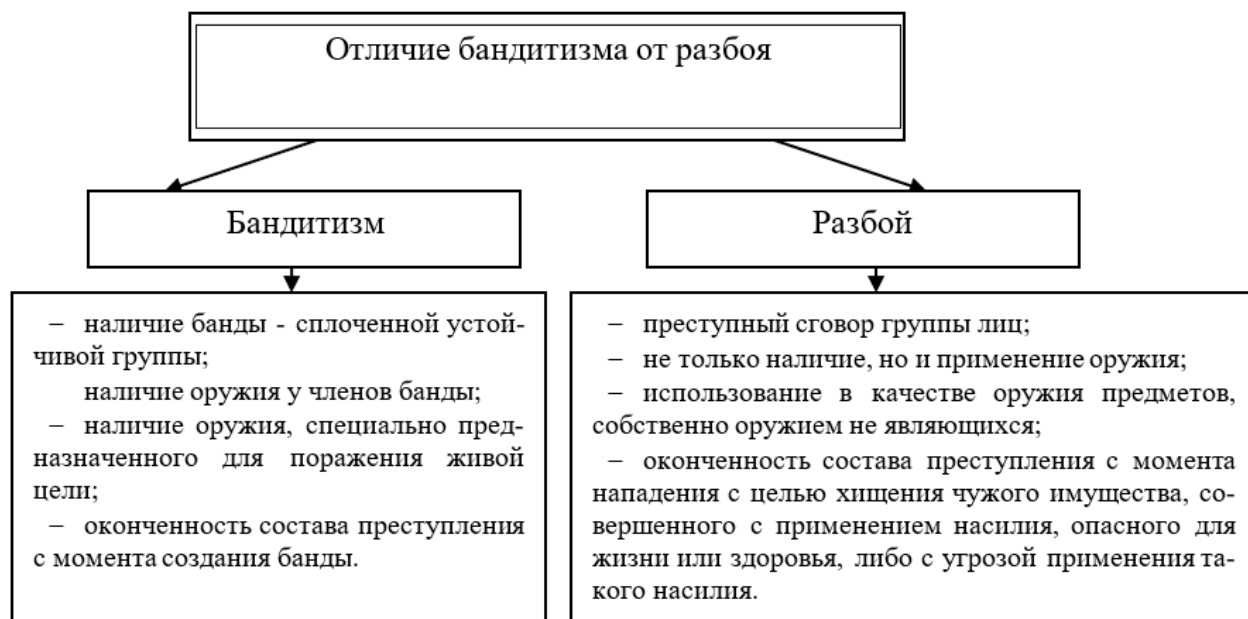 Отличие бандитизма от разбоя
Бандитизм
Разбой
– наличие банды - сплоченной устой-
чивой группы;
наличие оружия у членов банды;
– наличие оружия, специально пред-
назначенного для поражения живой
цели;
– оконченность состава преступления
с момента создания банды.
– преступный сговор группы лиц;
– не только наличие, но и применение оружия;
– использование в качестве оружия предметов,
собственно оружием не являющихся;
– оконченность состава преступления с момента
нападения с целью хищения чужого имущества, со-
вершенного с применением насилия, опасного для
жизни или здоровья, либо с угрозой применения та-
кого насилия.